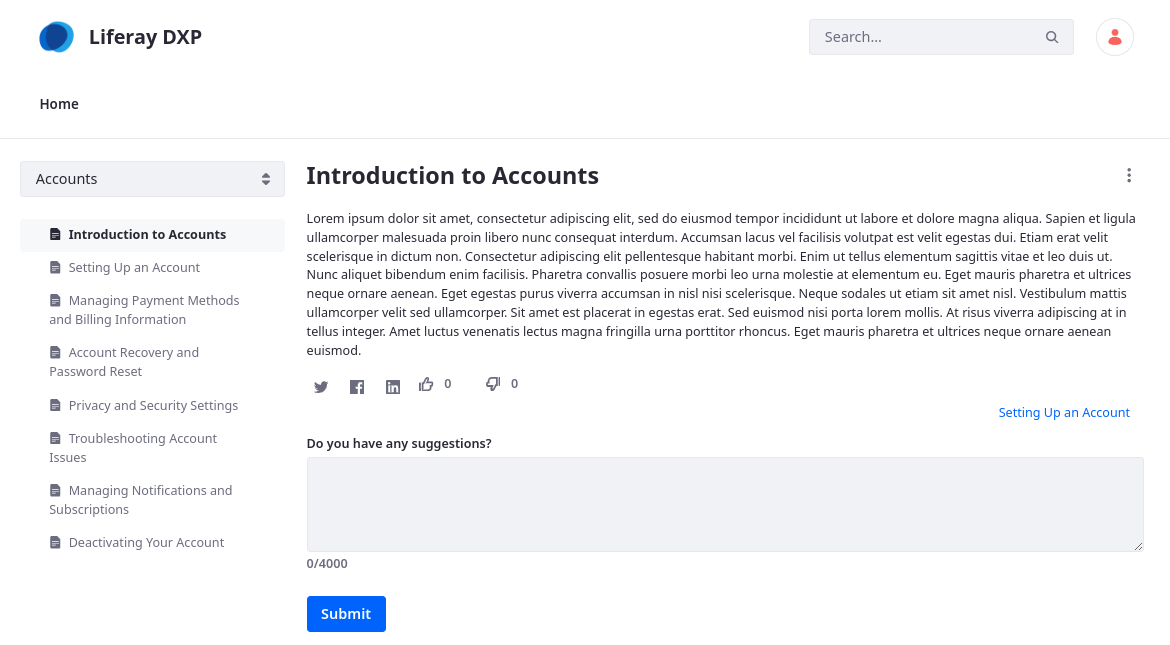 Liferay DXP
Search...
Home
Accounts
Introduction to Accounts
Setting Up an Account
Managing Payment Methods
and Billing Information
Account Recovery and
Password Reset
Privacy and Security Settings
Troubleshooting Account
Issues
Managing Notifications and
Subscriptions
Deactivating Your Account
Introduction to Accounts
Lorem ipsum dolor sit amet, consectetur adipiscing elit, sed do eiusmod tempor incididunt ut labore et dolore magna aliqua. Sapien et ligula
ullamcorper malesuada proin libero nunc consequat interdum. Accumsan lacus vel facilisis volutpat est velit egestas dui. Etiam erat velit
scelerisque in dictum non. Consectetur adipiscing elit pellentesque habitant morbi. Enim ut tellus elementum sagittis vitae et leo duis ut.
Nunc aliquet bibendum enim facilisis. Pharetra convallis posuere morbi leo urna molestie at elementum eu. Eget mauris pharetra et ultrices
neque ornare aenean. Eget egestas purus viverra accumsan in nisl nisi scelerisque. Neque sodales ut etiam sit amet nisl. Vestibulum mattis
ullamcorper velit sed ullamcorper. Sit amet est placerat in egestas erat. Sed euismod nisi porta lorem mollis. At risus viverra adipiscing at in
tellus integer. Amet luctus venenatis lectus magna fringilla urna porttitor rhoncus. Eget mauris pharetra et ultrices neque ornare aenean
euismod.
0 0
Setting Up an Account
Do you have any suggestions?
0/4000
Submit